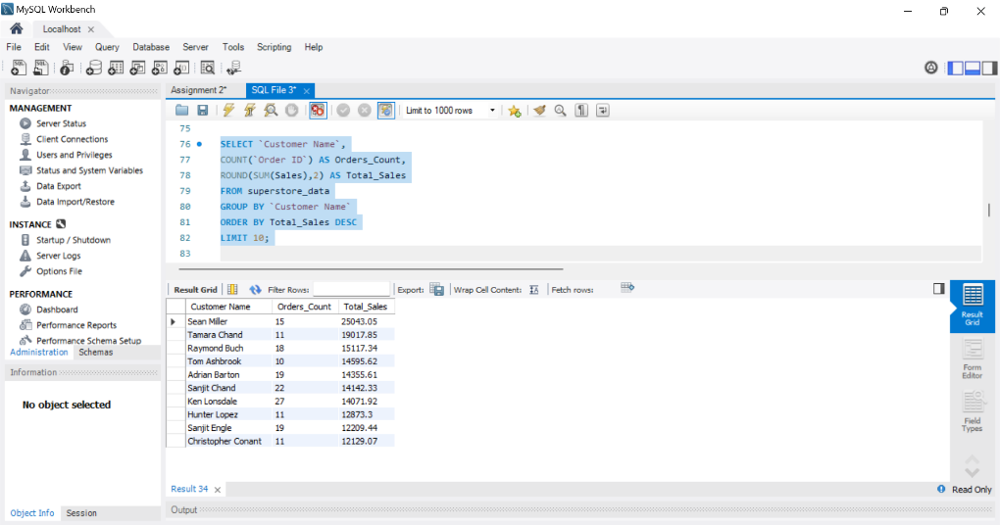 MySQL Workbench
Localhost
File Edit View Query Database Server Tools Scripting Help
Navigator
MANAGEMENT
Server Status
Client Connections
Users and Privileges
Status and System Variables
Data Export
Data Import/Restore
INSTANCE
Startup / Shutdown
Server Logs
Options File
PERFORMANCE
Dashboard
Performance Reports
Performance Schema Setup
Administration Schemas
Information
No object selected
Object Info Session
Assignment 2* SQL File 3*
Limit to 1000 rows
75
76 SELECT `Customer Name`,
77 COUNT(`Order ID`) AS Orders_Count,
78 ROUND(SUM(Sales),2) AS Total_Sales
79 FROM superstore_data
80 GROUP BY `Customer Name`
81 ORDER BY Total_Sales DESC
82 LIMIT 10;
83
Result Grid Filter Rows: Export: Wrap Cell Content: Fetch rows:
Customer Name Orders_Count Total_Sales
Sean Miller 15 25043.05
Tamara Chand 11 19017.85
Raymond Buch 18 15117.34
Tom Ashbrook 10 14595.62
Adrian Barton 19 14355.61
Sanjit Chand 22 14142.33
Ken Lonsdale 27 14071.92
Hunter Lopez 11 12873.3
Sanjit Engle 19 12209.44
Christopher Conant 11 12129.07
Result
Grid
Form
Editor
Field
Types
Result 34 Read Only
Output